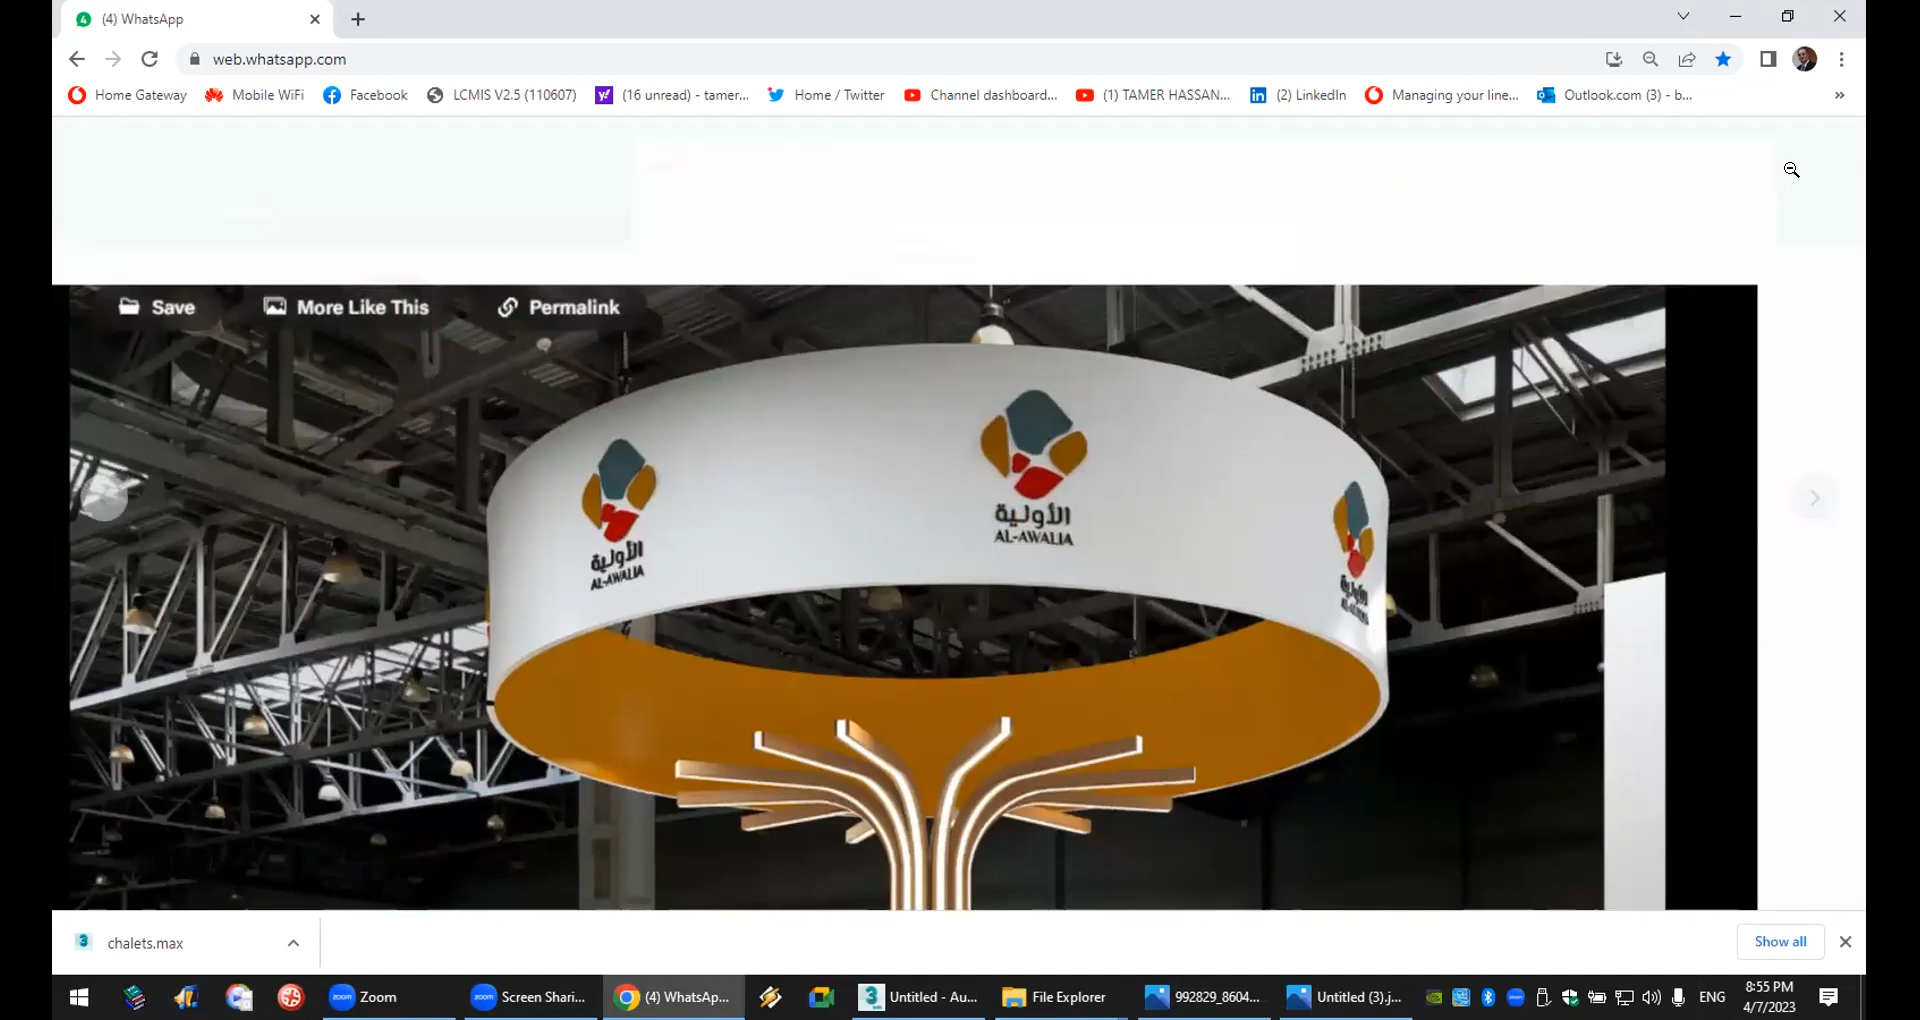 (4) WhatsApp
web.whatsapp.com
Home Gateway
Mobile WiFi
Facebook
LCMIS V2.5 (110607)
(16 unread) - tamer...
Home / Twitter
Channel dashboard...
(1) TAMER HASSAN...
(2) LinkedIn
Managing your line...
Outlook.com (3) - b...
»
Save
More Like This
Permalink
الأولية
AL-AWALIA
الأولية
AL-AWALIA
chalets.max
Show all
Zoom
Screen Shari...
(4) WhatsAp...
Untitled - Au...
File Explorer
992829_8604...
Untitled (3).j...
ENG
8:55 PM
4/7/2023